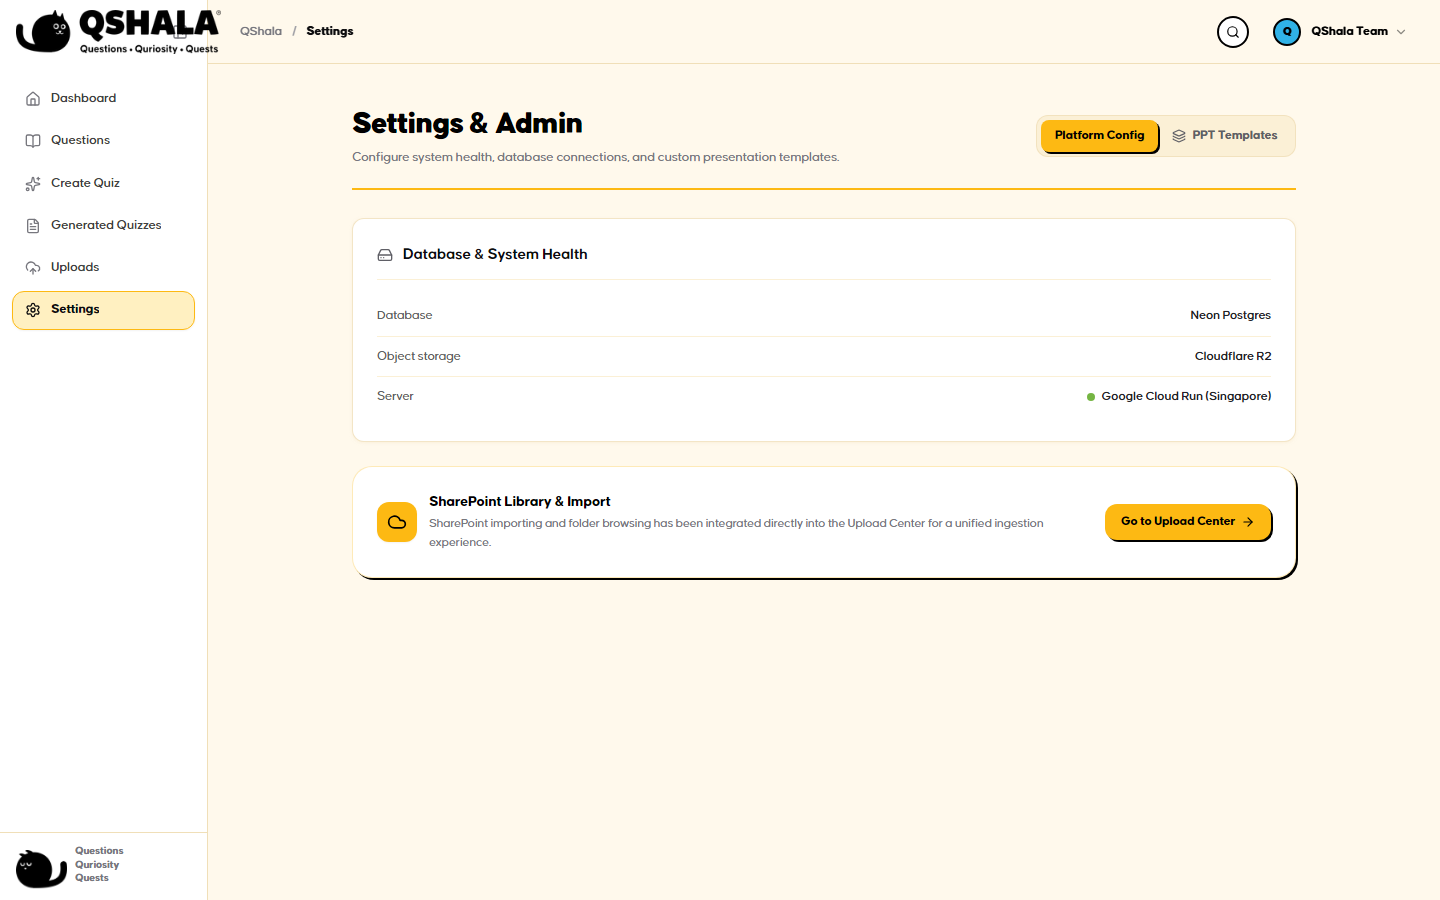 QSHALA®
Questions • Quriosity • Quests
QShala / Settings
Q QShala Team
Dashboard
Questions
Create Quiz
Generated Quizzes
Uploads
Settings
Settings & Admin
Configure system health, database connections, and custom presentation templates.
Platform Config
PPT Templates
Database & System Health
Database Neon Postgres
Object storage Cloudflare R2
Server Google Cloud Run (Singapore)
SharePoint Library & Import
SharePoint importing and folder browsing has been integrated directly into the Upload Center for a unified ingestion
experience.
Go to Upload Center
Questions
Quriosity
Quests